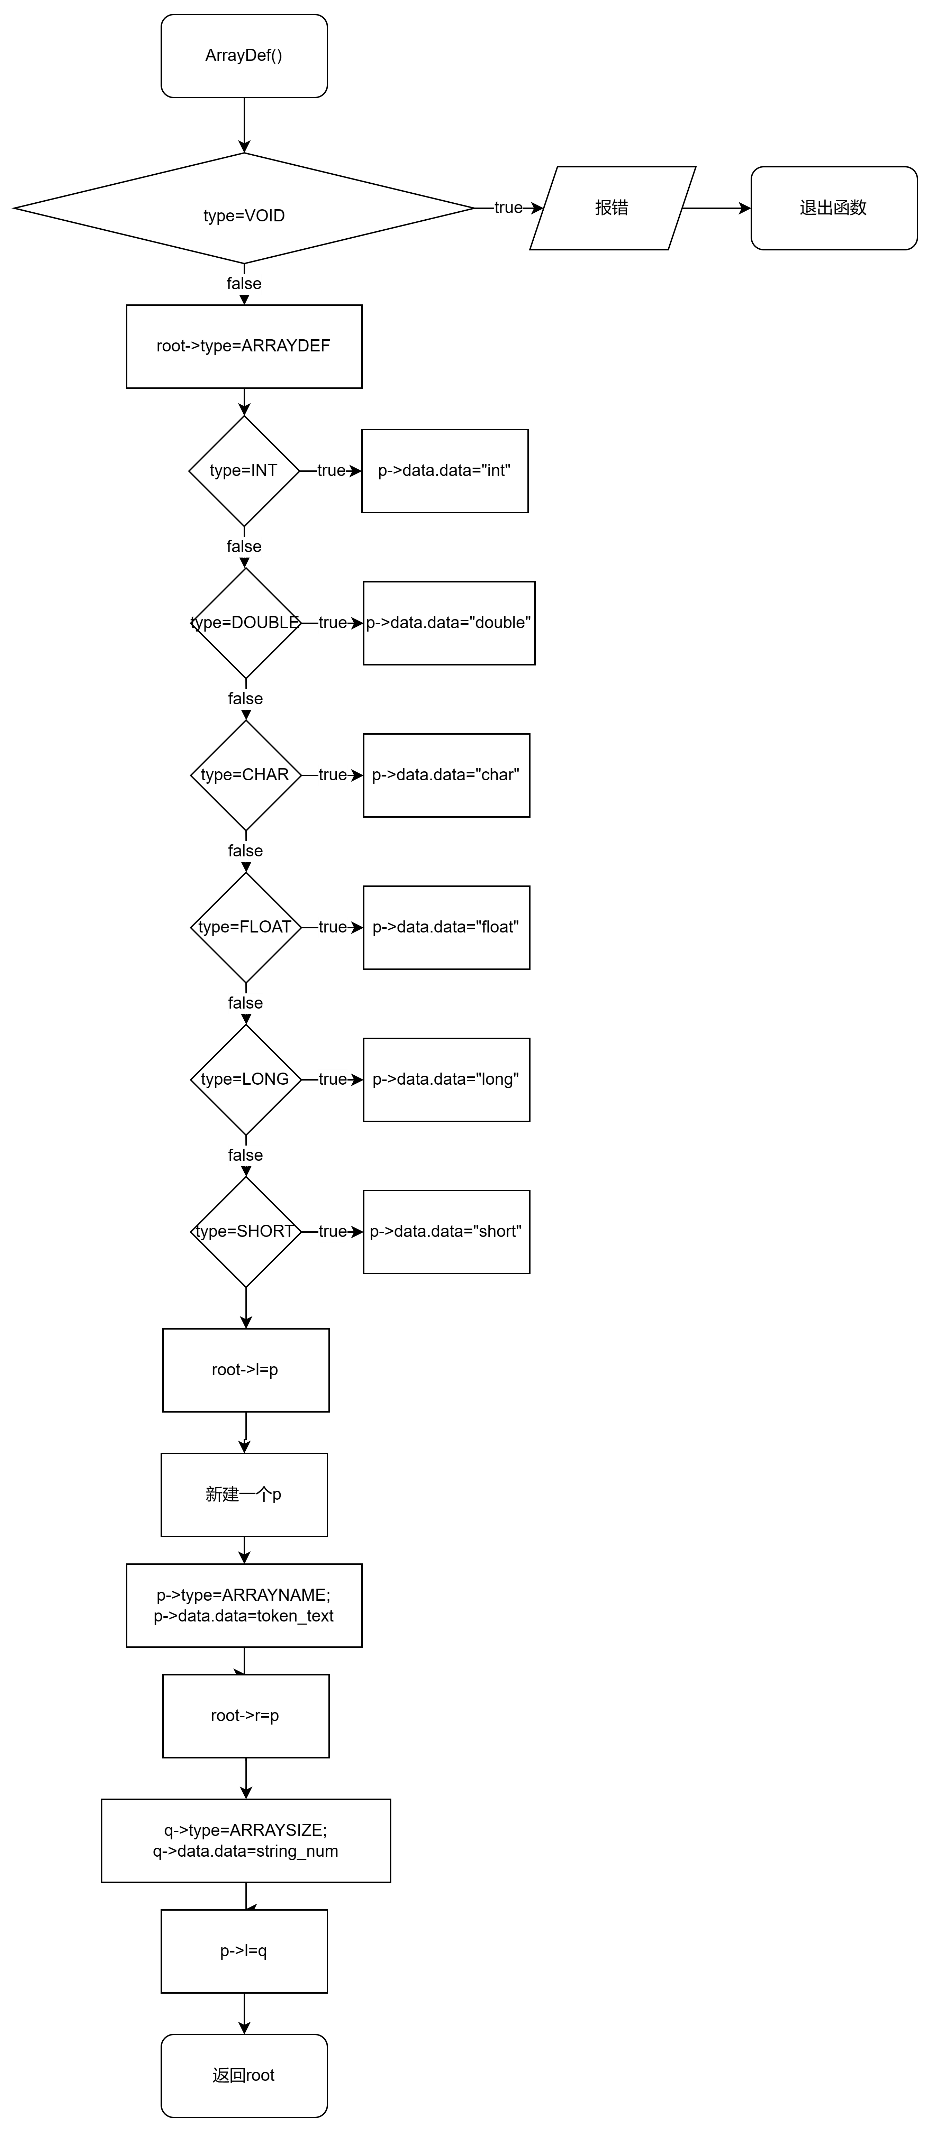 ArrayDef()
type=VOID
true
报错
退出函数
false
root->type=ARRAYDEF
type=INT
true
p->data.data="int"
false
type=DOUBLE
true
p->data.data="double"
false
type=CHAR
true
p->data.data="char"
false
type=FLOAT
true
p->data.data="float"
false
type=LONG
true
p->data.data="long"
false
type=SHORT
true
p->data.data="short"
root->l=p
新建一个p
p->type=ARRAYNAME;
p->data.data=token_text
root->r=p
q->type=ARRAYSIZE;
q->data.data=string_num
p->l=q
返回root